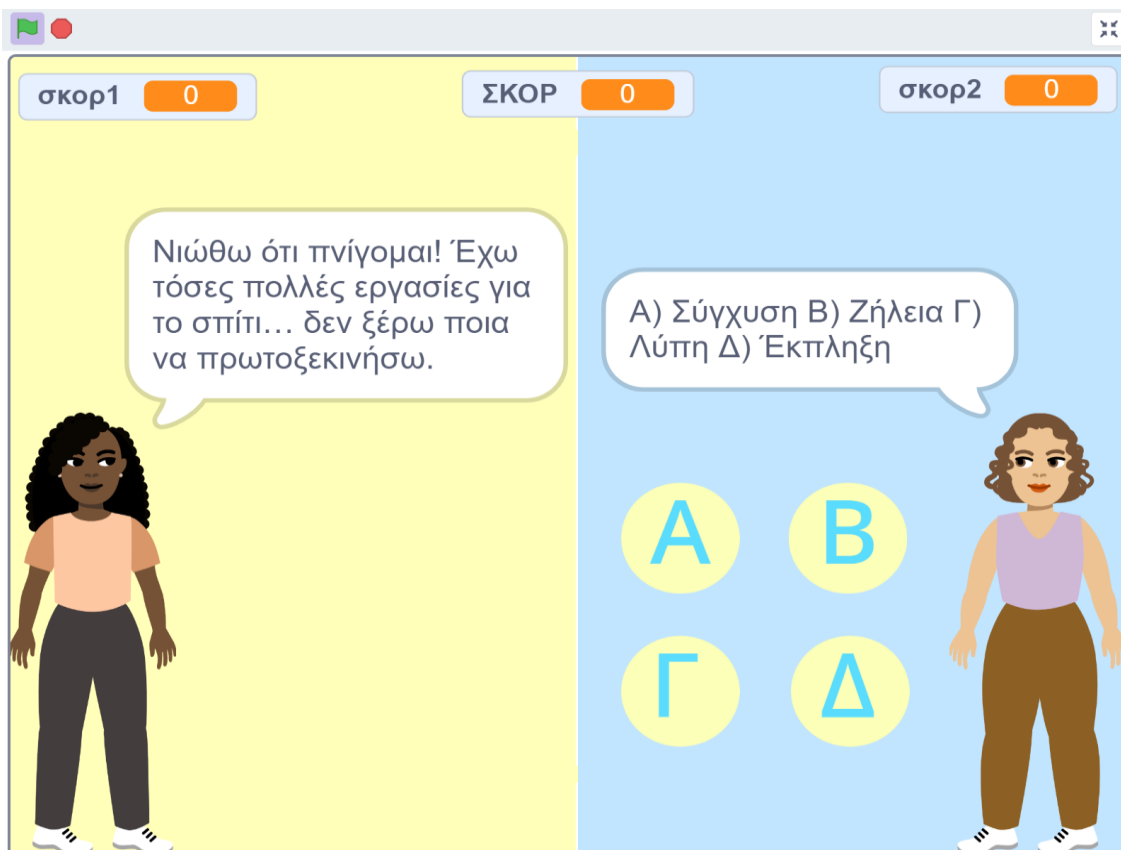 σκορ1 0
ΣΚΟΡ 0
σκορ2 0
Νιώθω ότι πνίγομαι! Έχω
τόσες πολλές εργασίες για
το σπίτι... δεν ξέρω ποια
να πρωτοξεκινήσω.
Α) Σύγχυση Β) Ζήλεια Γ)
Λύπη Δ) Έκπληξη
Α Β
Γ Δ